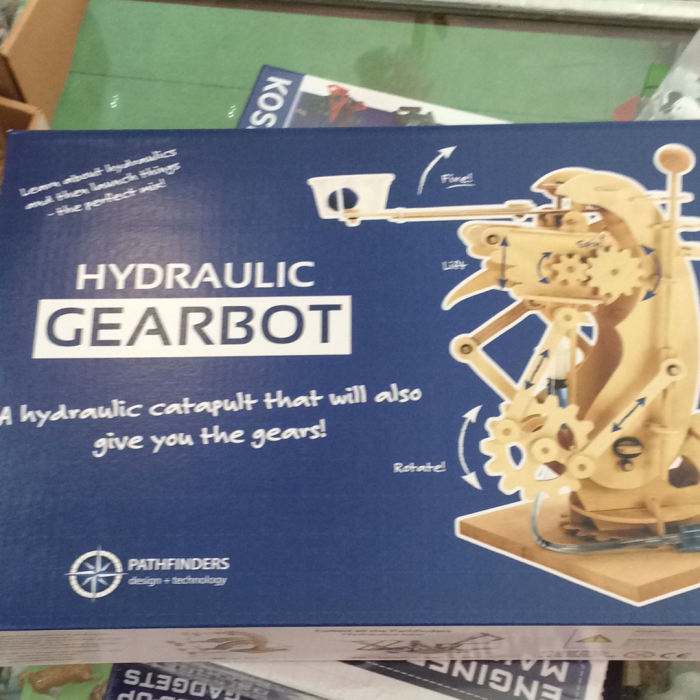 KOS
Learn about hydraulics
and then launch things
- the perfect mix!
Fire!
Lift
HYDRAULIC
GEARBOT
A hydraulic catapult that will also
give you the gears!
Rotate!
PATHFINDERS
design + technology
ENGINE
MA
GADGETS